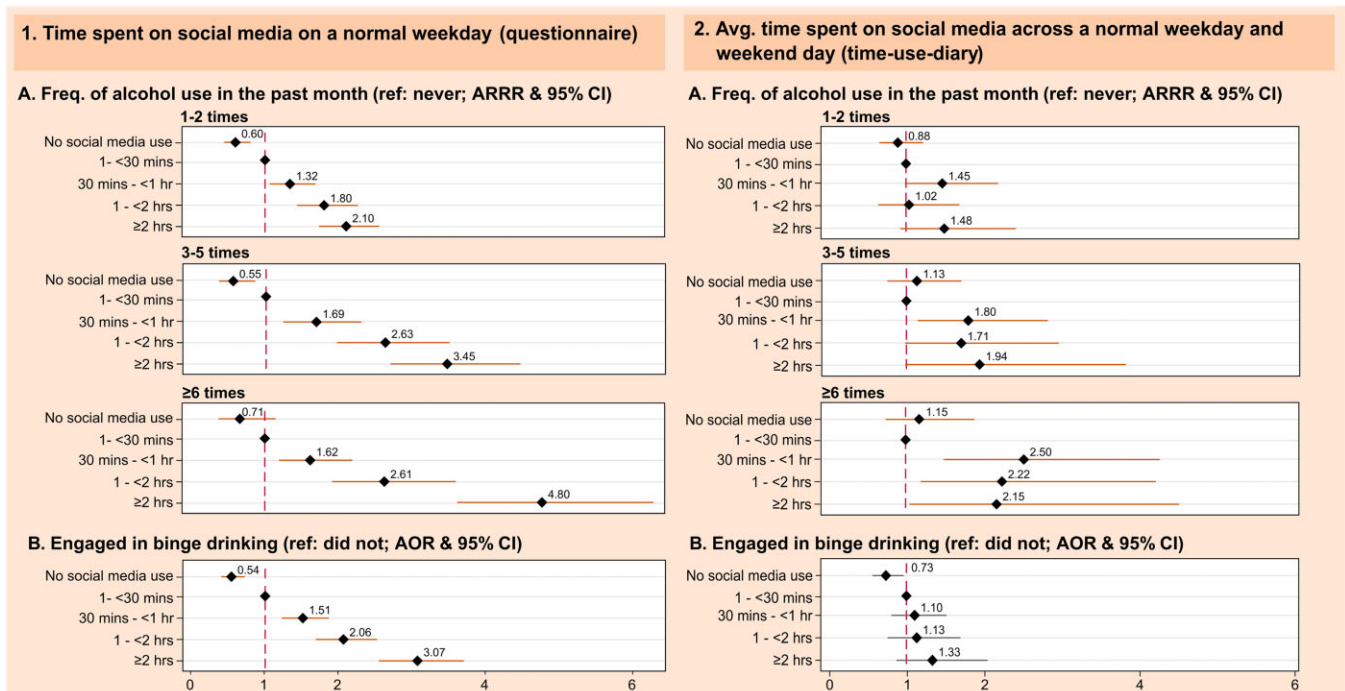 1. Time spent on social media on a normal weekday (questionnaire)
A. Freq. of alcohol use in the past month (ref: never; ARRR & 95% CI)
1-2 times
No social media use 0.60
1- <30 mins
30 mins - <1 hr 1.32
1 - <2 hrs 1.80
≥2 hrs 2.10
3-5 times
No social media use 0.55
1- <30 mins
30 mins - <1 hr 1.69
1 - <2 hrs 2.63
≥2 hrs 3.45
≥6 times
No social media use 0.71
1- <30 mins
30 mins - <1 hr 1.62
1 - <2 hrs 2.61
≥2 hrs 4.80
B. Engaged in binge drinking (ref: did not; AOR & 95% CI)
No social media use 0.54
1- <30 mins
30 mins - <1 hr 1.51
1 - <2 hrs 2.06
≥2 hrs 3.07
0 1 2 4 6
2. Avg. time spent on social media across a normal weekday and
weekend day (time-use-diary)
A. Freq. of alcohol use in the past month (ref: never; ARRR & 95% CI)
1-2 times
No social media use 0.88
1 - <30 mins
30 mins - <1 hr 1.45
1 - <2 hrs 1.02
≥2 hrs 1.48
3-5 times
No social media use 1.13
1 - <30 mins
30 mins - <1 hr 1.80
1 - <2 hrs 1.71
≥2 hrs 1.94
≥6 times
No social media use 1.15
1 - <30 mins
30 mins - <1 hr 2.50
1 - <2 hrs 2.22
≥2 hrs 2.15
B. Engaged in binge drinking (ref: did not; AOR & 95% CI)
No social media use 0.73
1 - <30 mins
30 mins - <1 hr 1.10
1 - <2 hrs 1.13
≥2 hrs 1.33
0 1 2 4 6